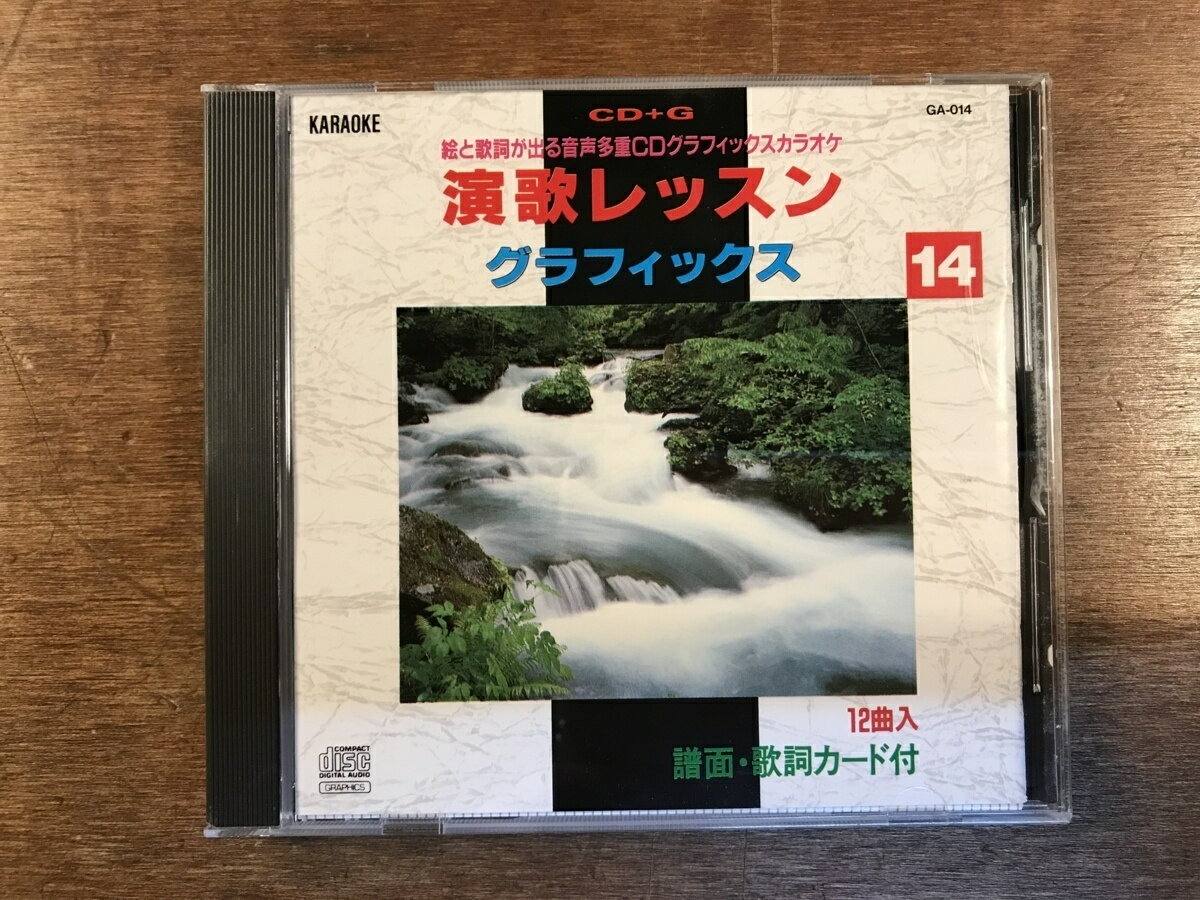 KARAOKE
CD+G
GA-014
絵と歌詞が出る音声多重CDグラフィックスカラオケ
演歌レッスン
グラフィックス
14
12曲入
譜面・歌詞カード付
COMPACT
disc
DIGITAL AUDIO
GRAPHICS